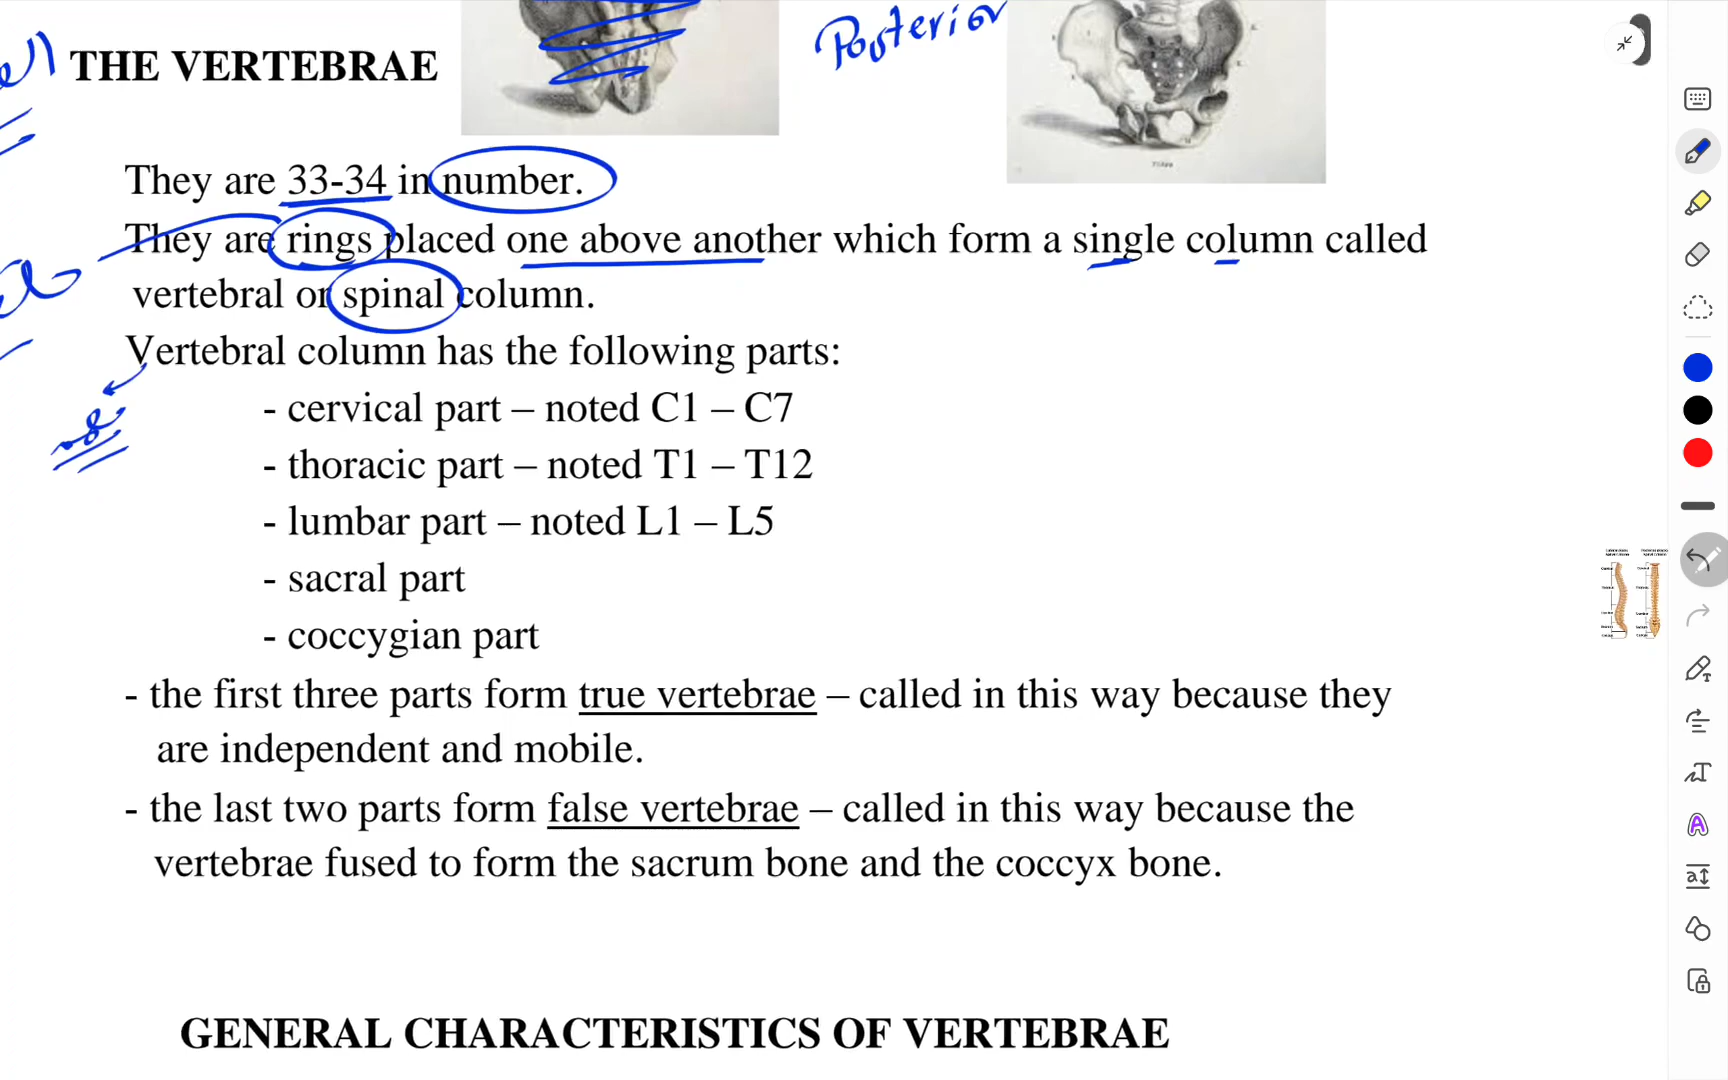 THE VERTEBRAE
Posterior
They are 33-34 in number.
They are rings placed one above another which form a single column called
vertebral or spinal column.
Vertebral column has the following parts:
- cervical part – noted C1 – C7
- thoracic part – noted T1 – T12
- lumbar part – noted L1 – L5
- sacral part
- coccygian part
- the first three parts form true vertebrae – called in this way because they
are independent and mobile.
- the last two parts form false vertebrae – called in this way because the
vertebrae fused to form the sacrum bone and the coccyx bone.
GENERAL CHARACTERISTICS OF VERTEBRAE